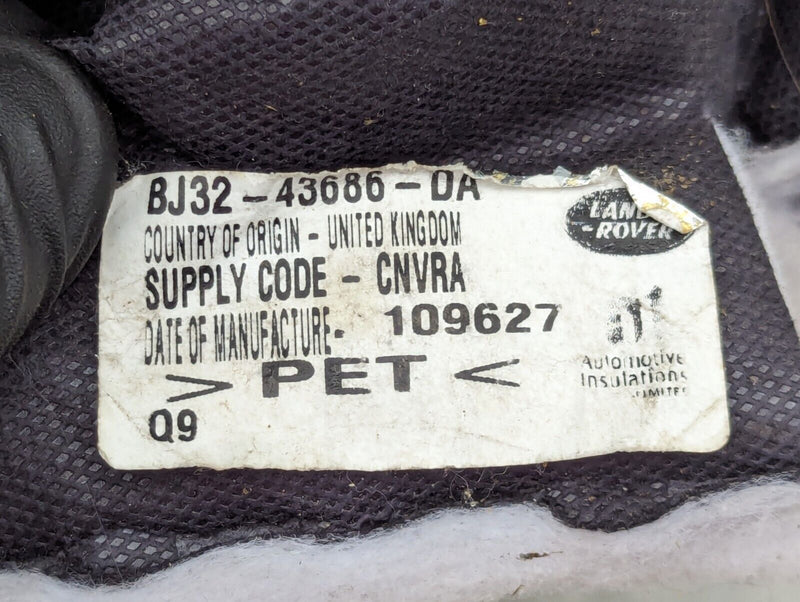 BJ32-43686-DA
COUNTRY OF ORIGIN - UNITED KINGDOM
SUPPLY CODE - CNVRA
DATE OF MANUFACTURE- 109627
>PET<
Q9
LAND
-ROVER
Automotive
Insulations
LIMITED